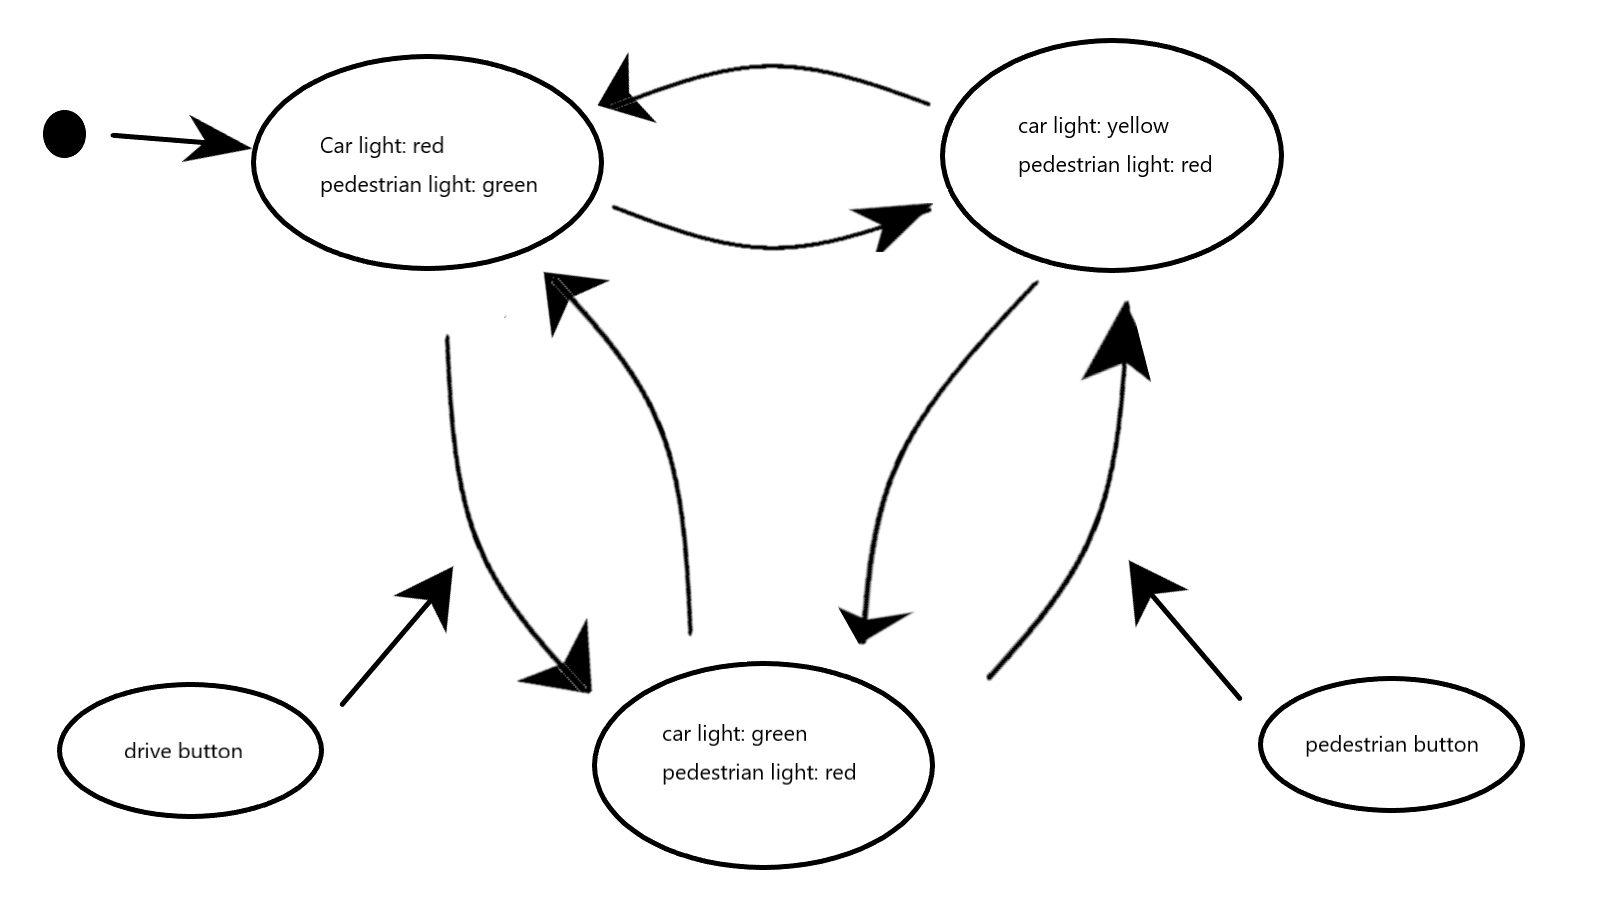 Car light: red
pedestrian light: green
car light: yellow
pedestrian light: red
drive button
car light: green
pedestrian light: red
pedestrian button